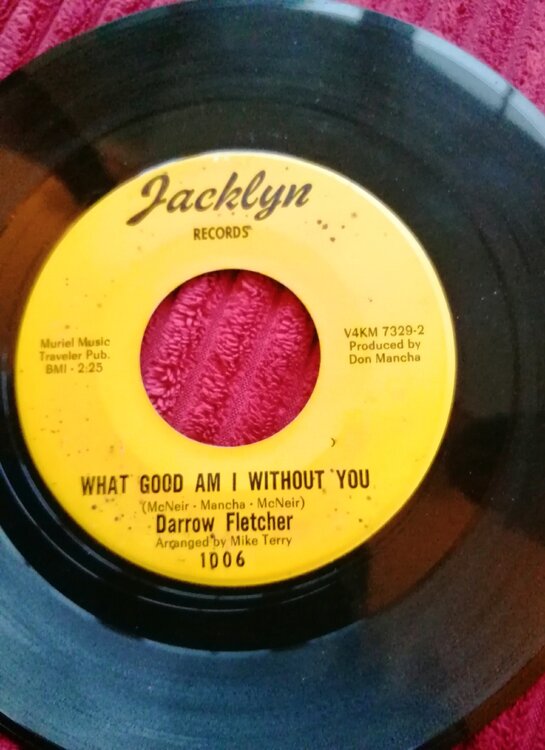 Jacklyn
RECORDS
Muriel Music
Traveler Pub.
BMI - 2:25
V4KM 7329-2
Produced by
Don Mancha
WHAT GOOD AM I WITHOUT YOU
(McNeir - Mancha - McNeir)
Darrow Fletcher
Arranged by Mike Terry
1006